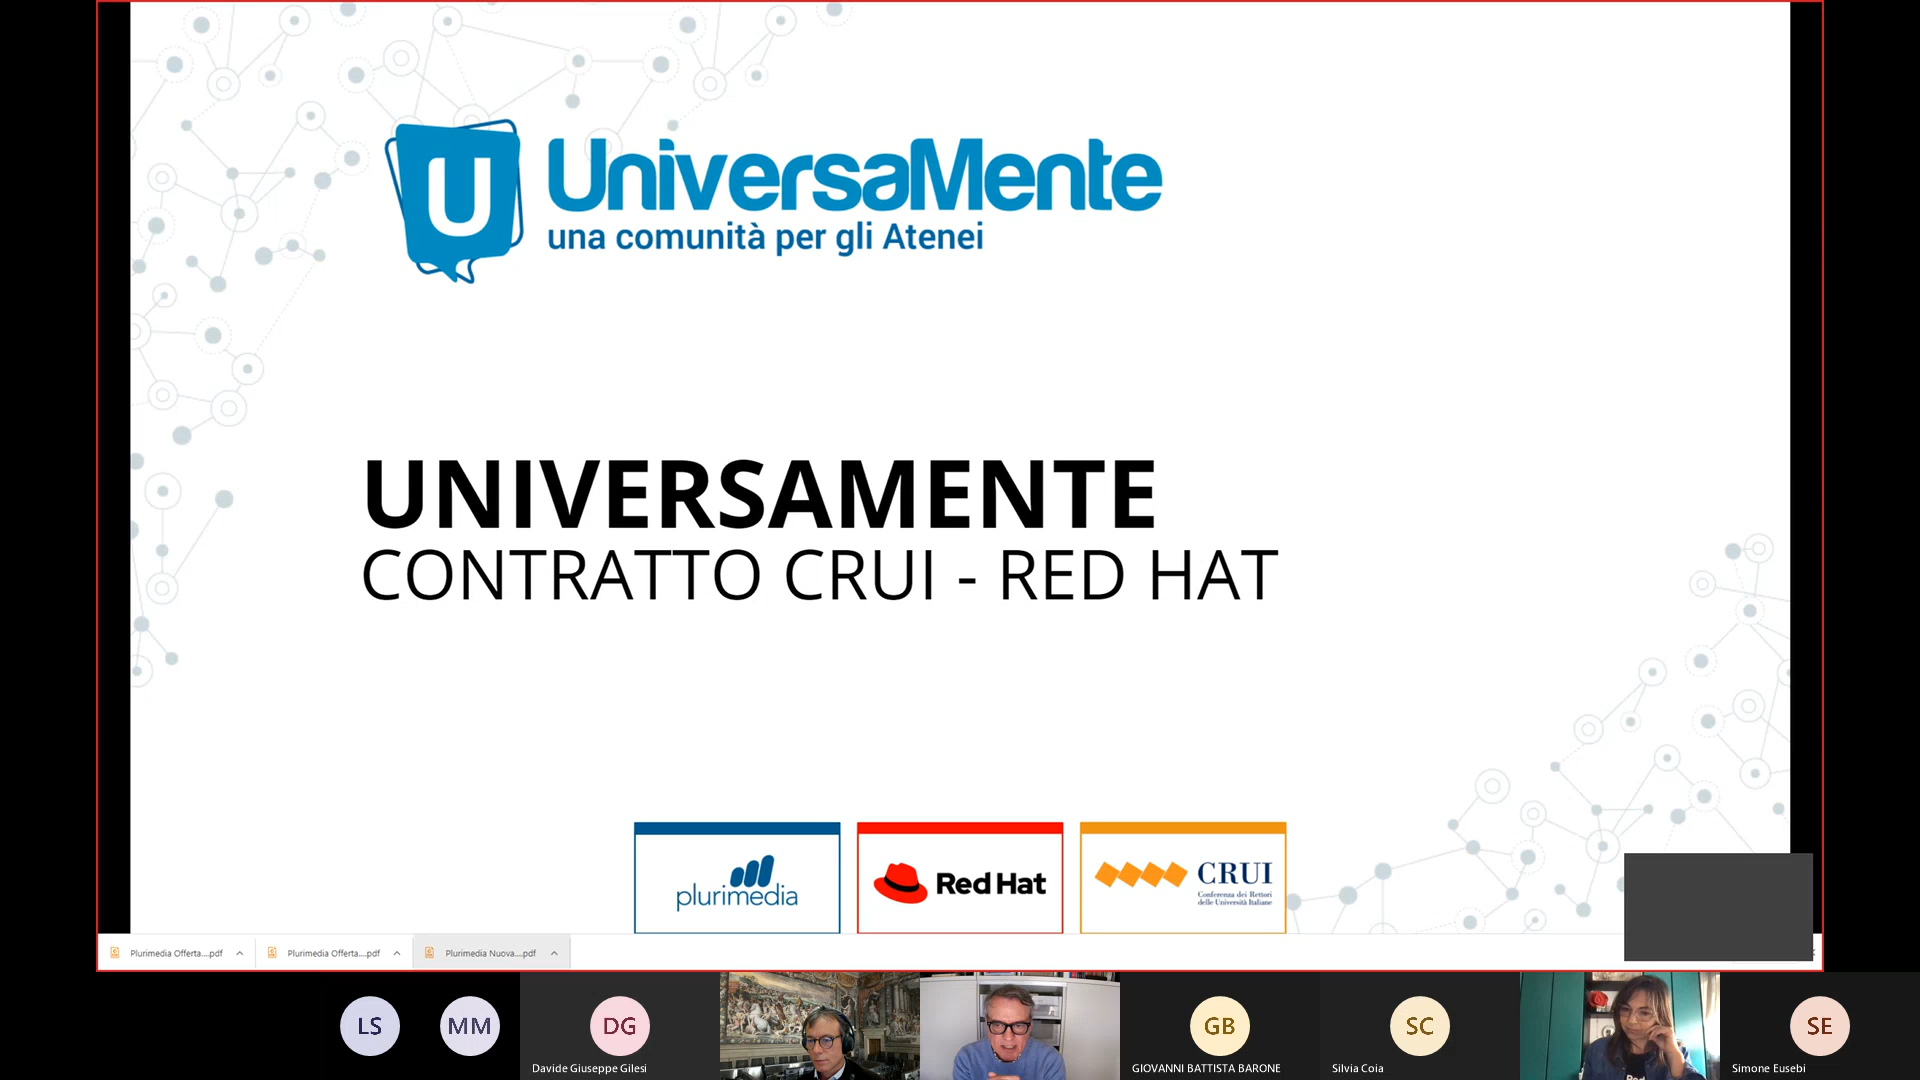 U
UniversaMente
una comunità per gli Atenei
UNIVERSAMENTE
CONTRATTO CRUI - RED HAT
plurimedia
Red Hat
CRUI
Conferenza dei Rettori
delle Università Italiane
Plurimedia Offerta....pdf
Plurimedia Offerta....pdf
Plurimedia Nuova....pdf
LS
MM
DG
GB
SC
SE
Davide Giuseppe Gilesi
GIOVANNI BATTISTA BARONE
Silvia Coia
Red
Simone Eusebi